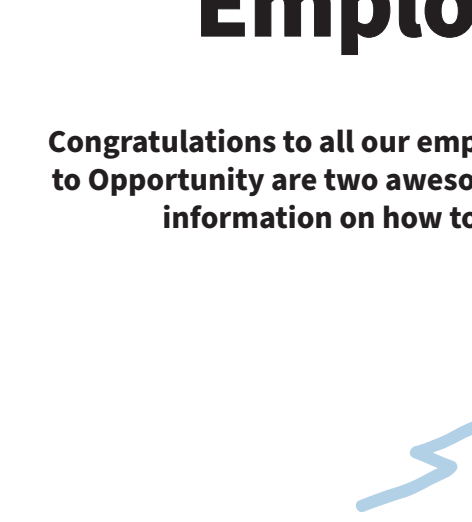 Emplo
Congratulations to all our emp
to Opportunity are two aweso
information on how to